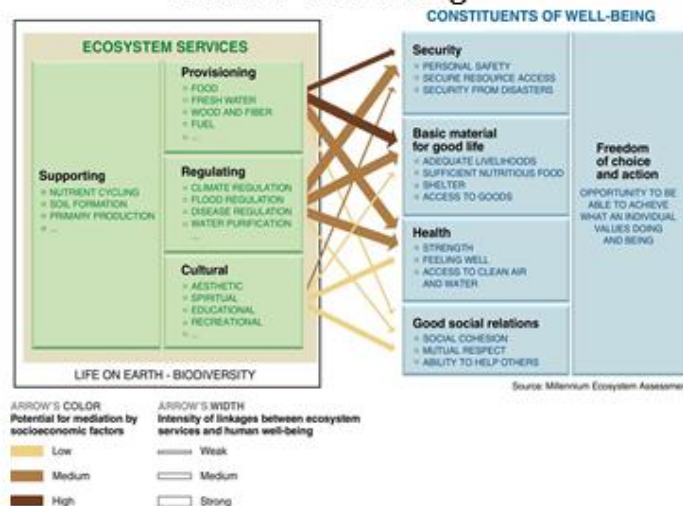 CONSTITUENTS OF WELL-BEING
ECOSYSTEM SERVICES
Provisioning
FOOD
FRESH WATER
WOOD AND FIBER
FUEL
...
Supporting
NUTRIENT CYCLING
SOIL FORMATION
PRIMARY PRODUCTION
...
Regulating
CLIMATE REGULATION
FLOOD REGULATION
DISEASE REGULATION
WATER PURIFICATION
...
Cultural
AESTHETIC
SPIRITUAL
EDUCATIONAL
RECREATIONAL
...
LIFE ON EARTH - BIODIVERSITY
Security
PERSONAL SAFETY
SECURE RESOURCE ACCESS
SECURITY FROM DISASTERS
Basic material
for good life
ADEQUATE LIVELIHOODS
SUFFICIENT NUTRITIOUS FOOD
SHELTER
ACCESS TO GOODS
Health
STRENGTH
FEELING WELL
ACCESS TO CLEAN AIR
AND WATER
Good social relations
SOCIAL COHESION
MUTUAL RESPECT
ABILITY TO HELP OTHERS
Freedom
of choice
and action
OPPORTUNITY TO BE
ABLE TO ACHIEVE
WHAT AN INDIVIDUAL
VALUES DOING
AND BEING
Source: Millennium Ecosystem Assessmen
ARROW'S COLOR
Potential for mediation by
socioeconomic factors
Low
Medium
High
ARROW'S WIDTH
Intensity of linkages between ecosystem
services and human well-being
Weak
Medium
Strong